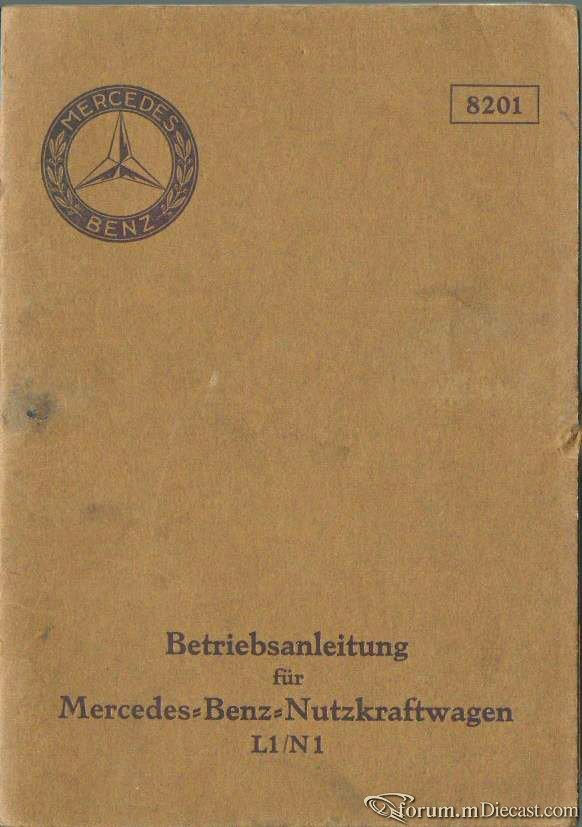 MERCEDES
BENZ
8201
Betriebsanleitung
für
Mercedes=Benz=Nutzkraftwagen
L1/N1
forum.mDiecast.com